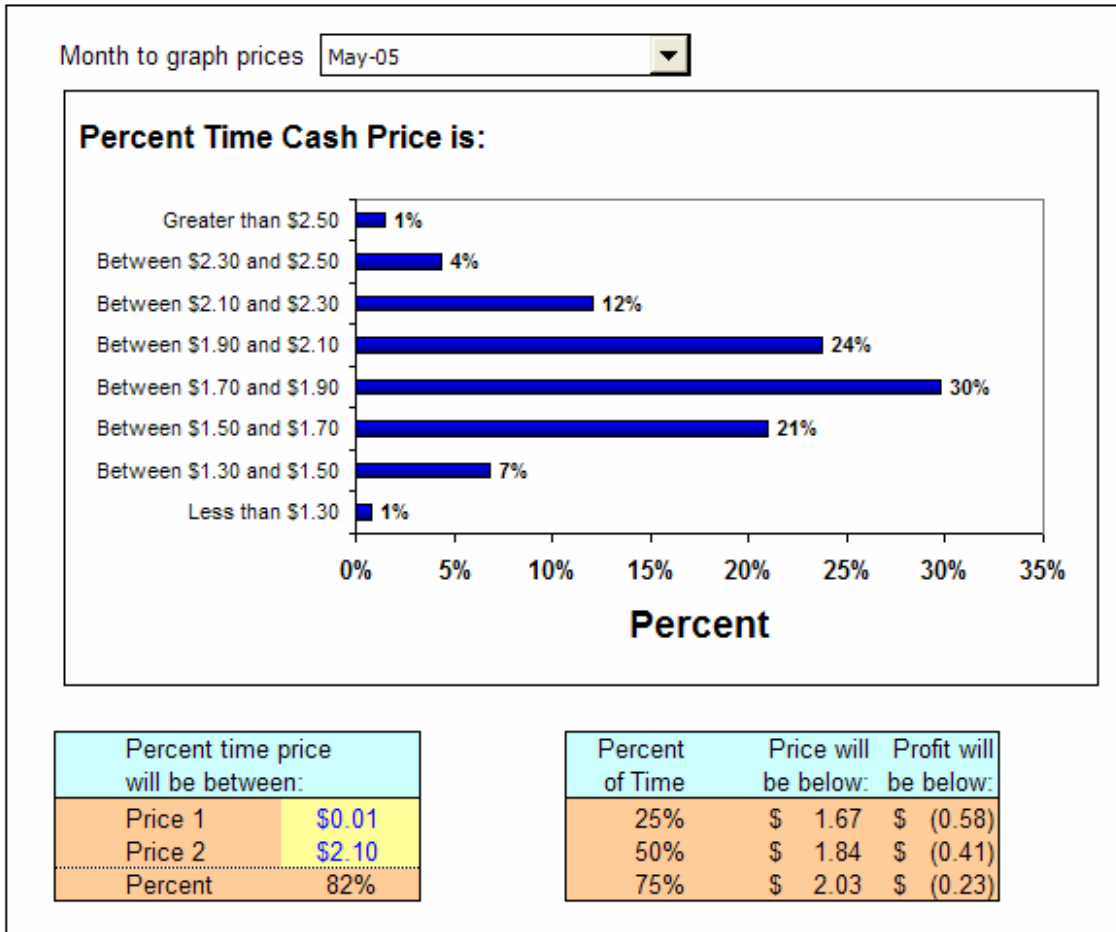 Month to graph prices May-05
Percent Time Cash Price is:
Greater than $2.50 1%
Between $2.30 and $2.50 4%
Between $2.10 and $2.30 12%
Between $1.90 and $2.10 24%
Between $1.70 and $1.90 30%
Between $1.50 and $1.70 21%
Between $1.30 and $1.50 7%
Less than $1.30 1%
0% 5% 10% 15% 20% 25% 30% 35%
Percent
Percent time price
will be between:
Price 1 $0.01
Price 2 $2.10
Percent 82%
Percent Price will Profit will
of Time be below: be below:
25% $ 1.67 $ (0.58)
50% $ 1.84 $ (0.41)
75% $ 2.03 $ (0.23)